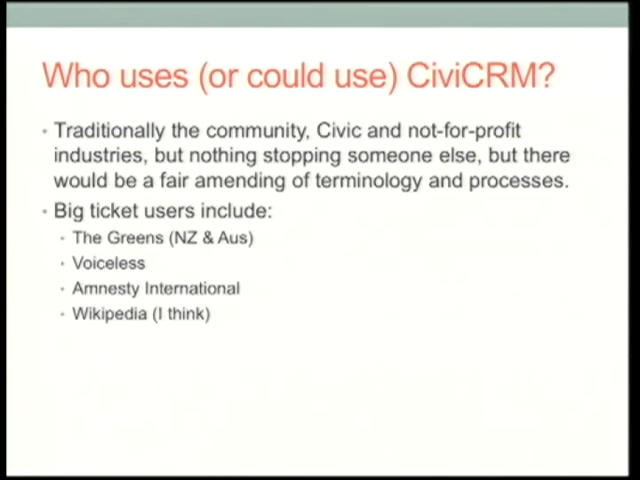 Who uses (or could use) CiviCRM?
Traditionally the community, Civic and not-for-profit
industries, but nothing stopping someone else, but there
would be a fair amending of terminology and processes.
Big ticket users include:
The Greens (NZ & Aus)
Voiceless
Amnesty International
Wikipedia (I think)